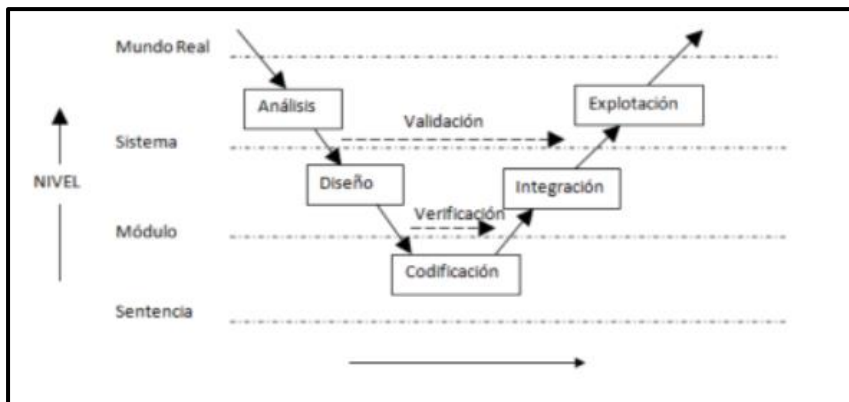 Mundo Real
Análisis
Explotación
Validación
Sistema
NIVEL
Diseño
Integración
Verificación
Módulo
Codificación
Sentencia